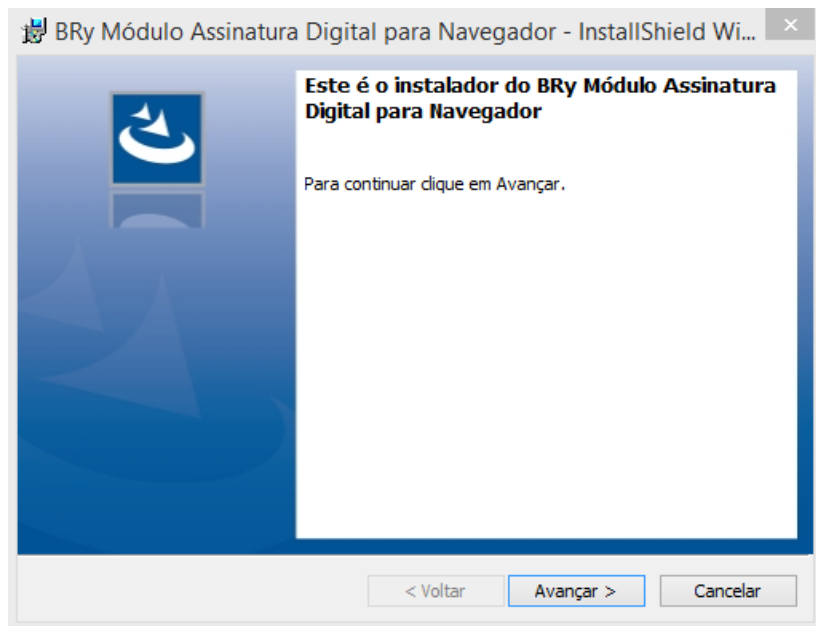 BRy Módulo Assinatura Digital para Navegador - InstallShield Wi...
Este é o instalador do BRy Módulo Assinatura
Digital para Navegador
Para continuar clique em Avançar.
< Voltar
Avançar >
Cancelar